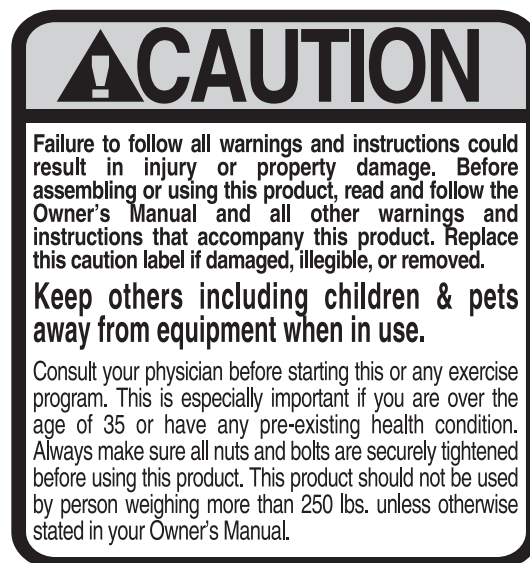 CAUTION
Failure to follow all warnings and instructions could
result in injury or property damage. Before
assembling or using this product, read and follow the
Owner's Manual and all other warnings and
instructions that accompany this product. Replace
this caution label if damaged, illegible, or removed.
Keep others including children & pets
away from equipment when in use.
Consult your physician before starting this or any exercise
program. This is especially important if you are over the
age of 35 or have any pre-existing health condition.
Always make sure all nuts and bolts are securely tightened
before using this product. This product should not be used
by person weighing more than 250 lbs. unless otherwise
stated in your Owner's Manual.